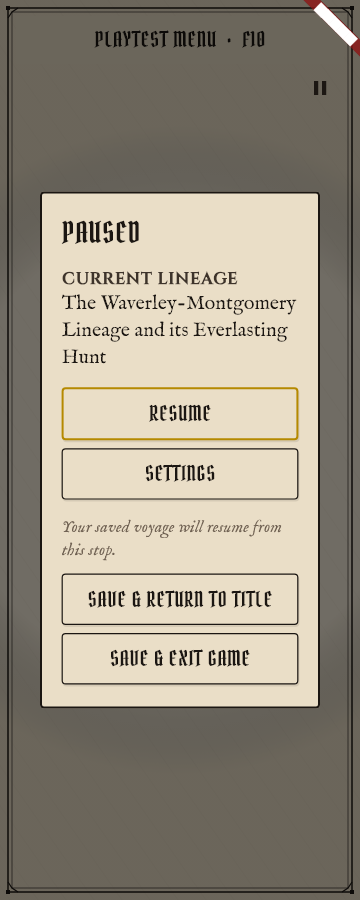 PLAYTEST MENU · F10
PAUSED
CURRENT LINEAGE
The Waverley-Montgomery
Lineage and its Everlasting
Hunt
RESUME
SETTINGS
Your saved voyage will resume from
this stop.
SAVE & RETURN TO TITLE
SAVE & EXIT GAME